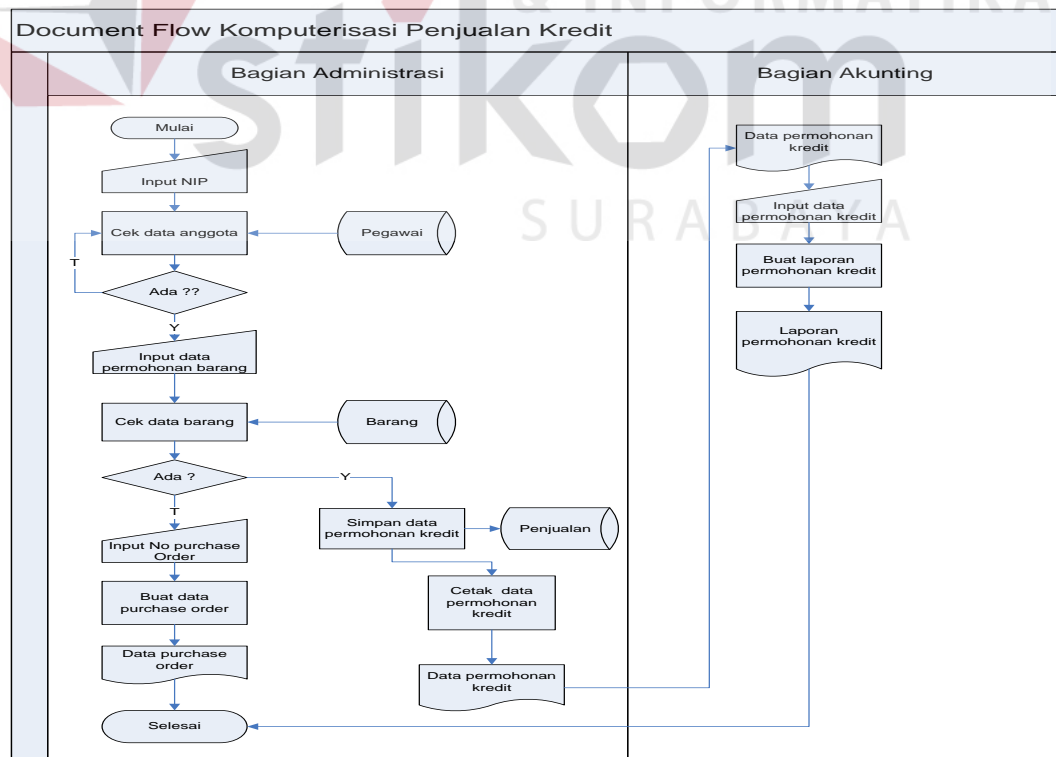 & INFORMATIKA
stikom
SURABAYA
Document Flow Komputerisasi Penjualan Kredit
Bagian Administrasi
Bagian Akunting
Mulai
Input NIP
Cek data anggota
Pegawai
T
Ada ??
Y
Input data
permohonan barang
Cek data barang
Barang
Ada ?
Y
T
Input No purchase
Order
Simpan data
permohonan kredit
Penjualan
Buat data
purchase order
Cetak data
permohonan
kredit
Data purchase
order
Data permohonan
kredit
Selesai
Data permohonan
kredit
Input data
permohonan kredit
Buat laporan
permohonan kredit
Laporan
permohonan kredit